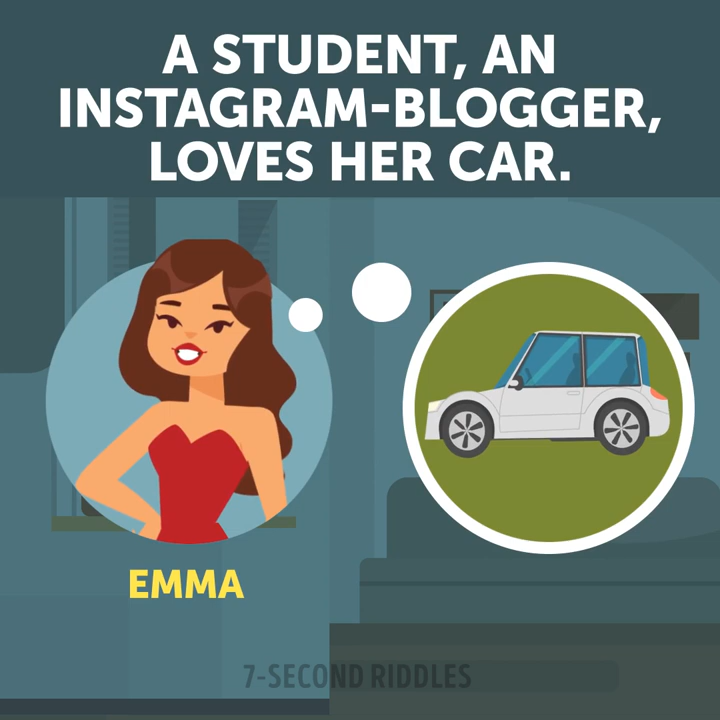 A STUDENT, AN
INSTAGRAM-BLOGGER,
LOVES HER CAR.
EMMA
7-SECOND RIDDLES